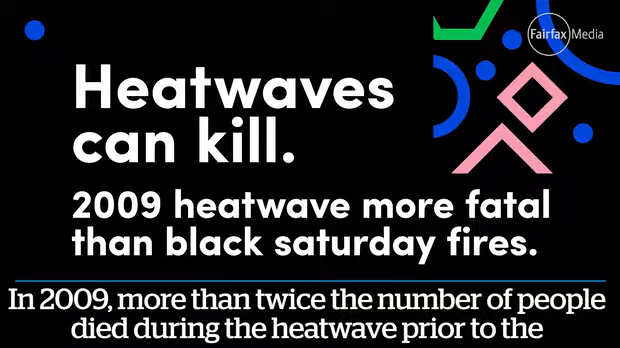 Fairfax Media
Heatwaves
can kill.
2009 heatwave more fatal
than black saturday fires.
In 2009, more than twice the number of people
died during the heatwave prior to the